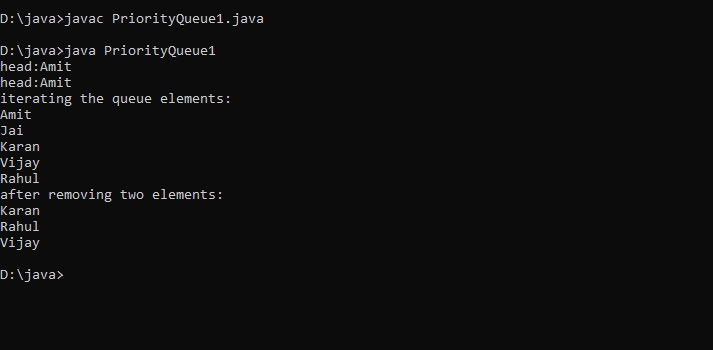 D:\java>javac PriorityQueue1.java
D:\java>java PriorityQueue1
head:Amit
head:Amit
iterating the queue elements:
Amit
Jai
Karan
Vijay
Rahul
after removing two elements:
Karan
Rahul
Vijay
D:\java>